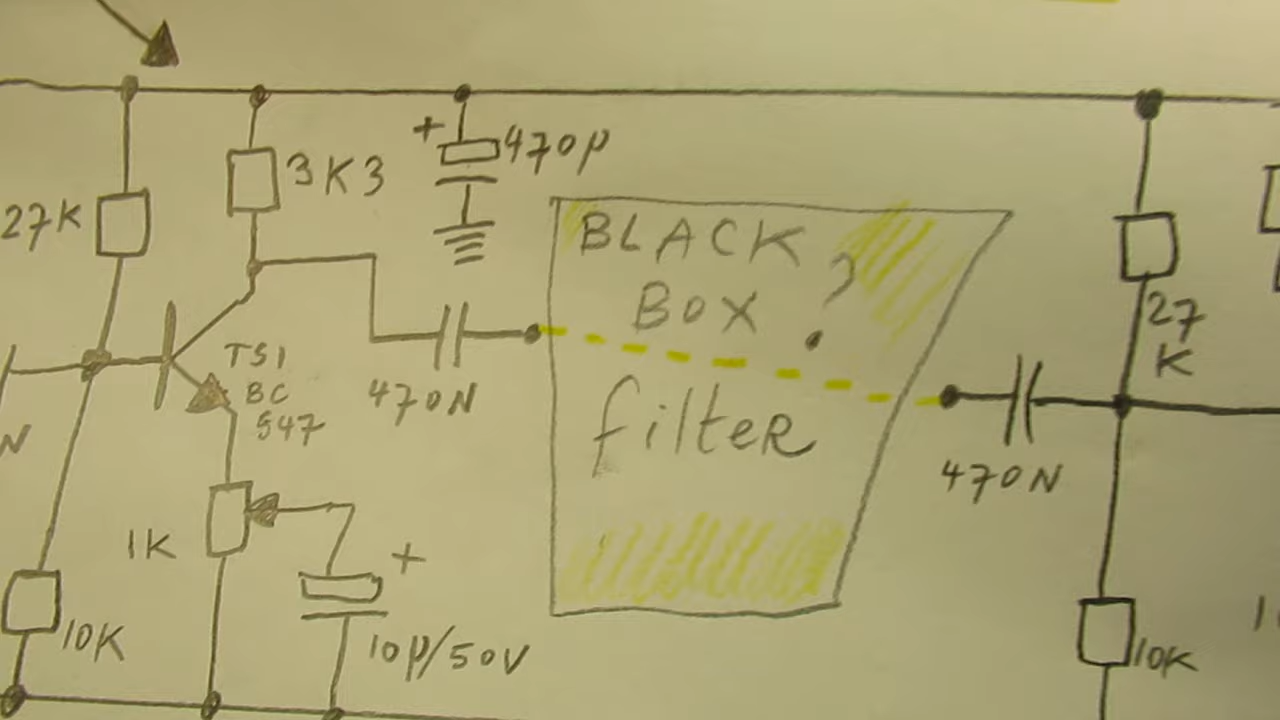 3K3
+ 470µ
27K
BLACK
BOX ?
filteR
TS1
BC
547
470N
27
K
470N
N
1K
+
10µ/50V
10K
10K